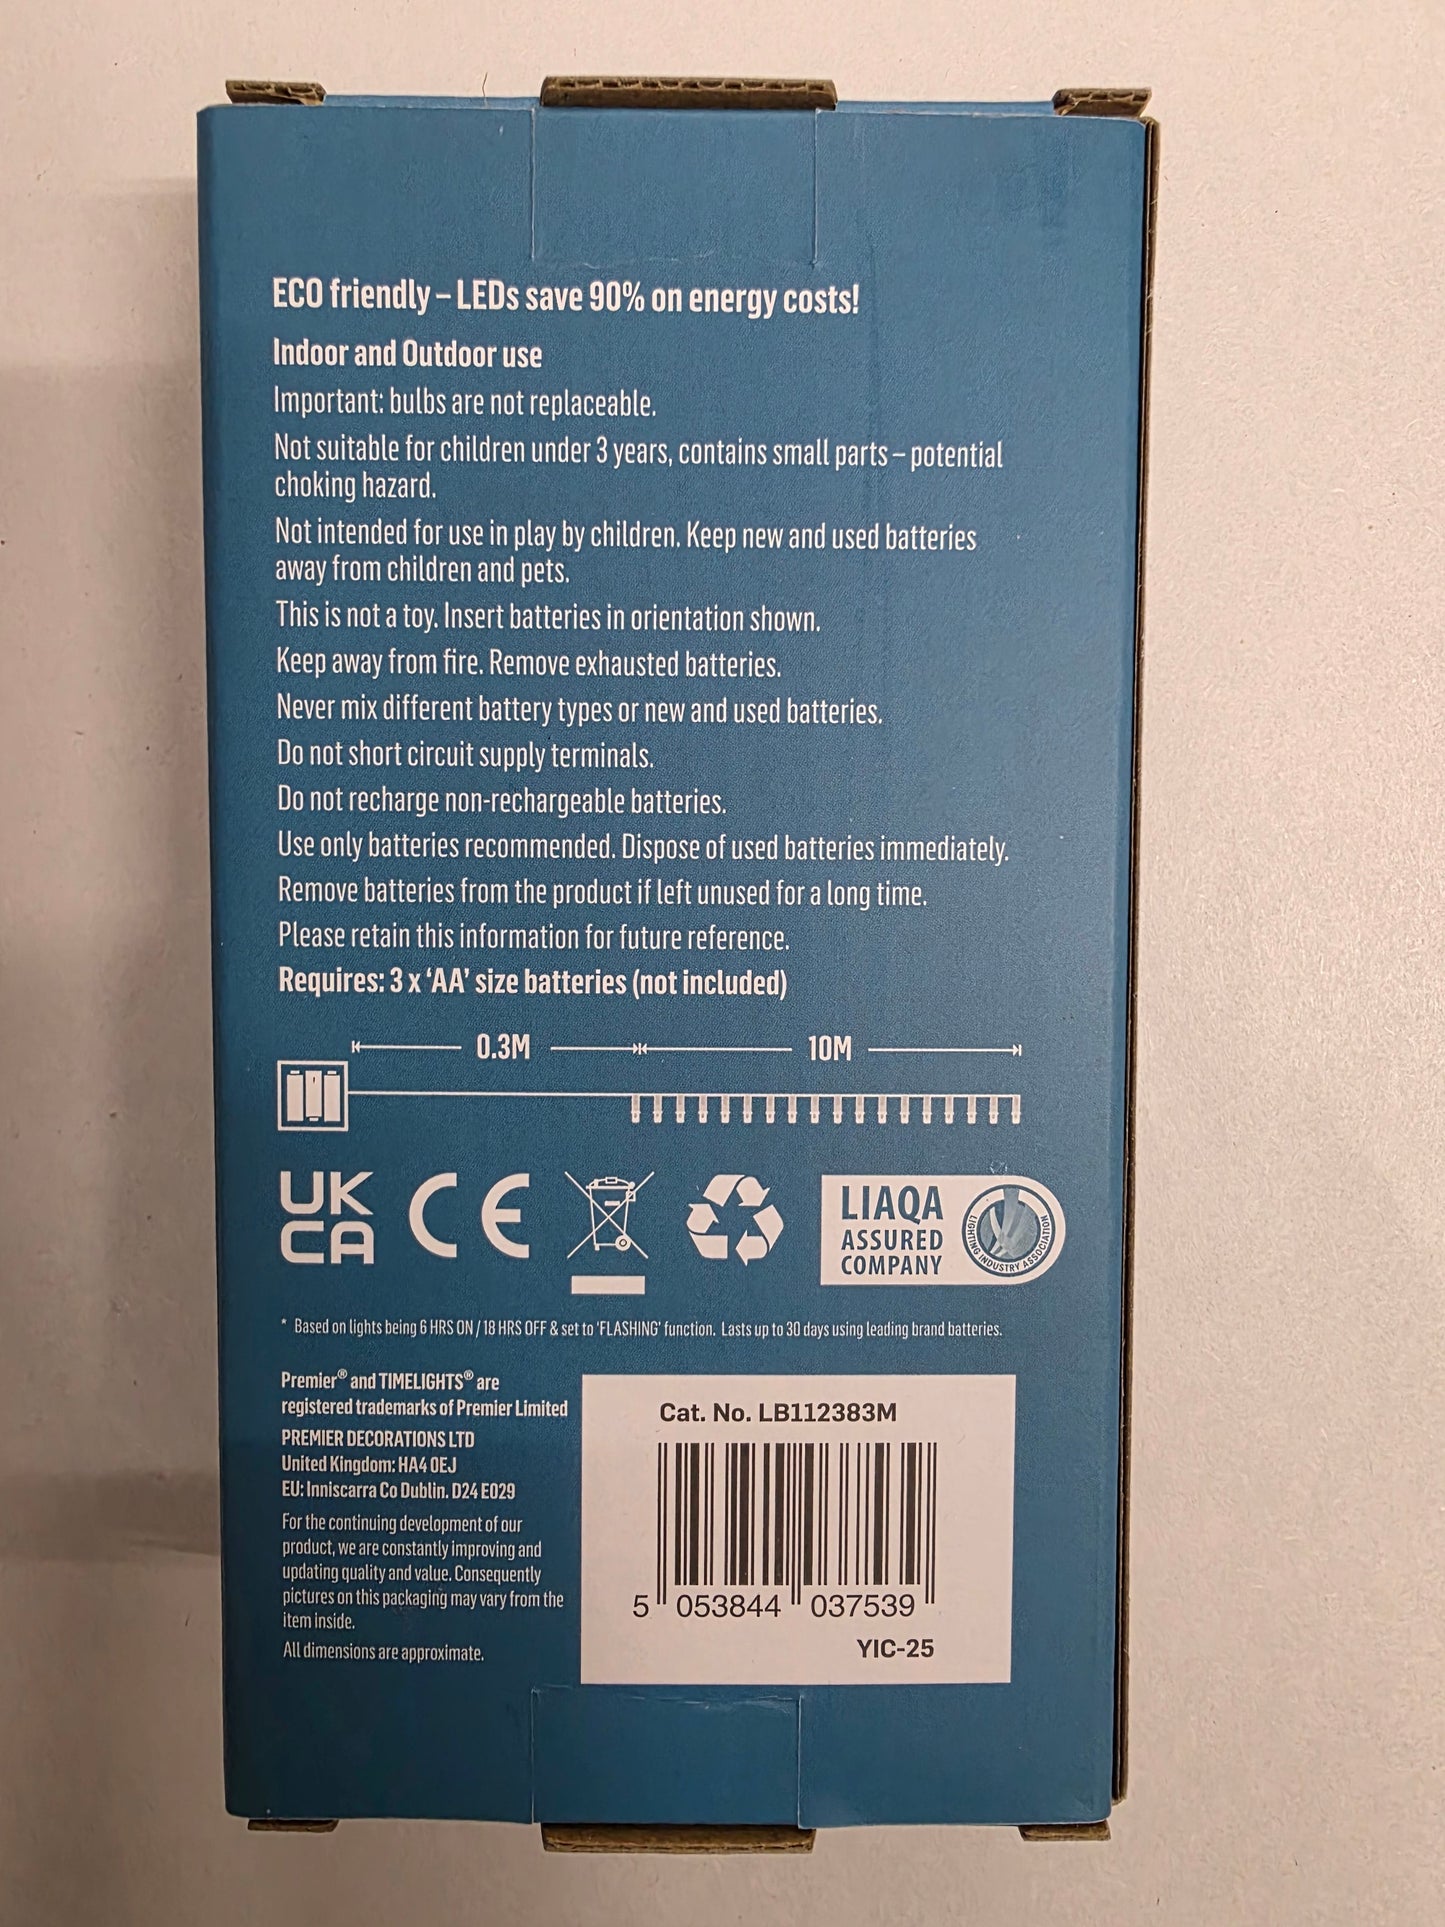 ECO friendly – LEDs save 90% on energy costs!
Indoor and Outdoor use
Important: bulbs are not replaceable.
Not suitable for children under 3 years, contains small parts – potential
choking hazard.
Not intended for use in play by children. Keep new and used batteries
away from children and pets.
This is not a toy. Insert batteries in orientation shown.
Keep away from fire. Remove exhausted batteries.
Never mix different battery types or new and used batteries.
Do not short circuit supply terminals.
Do not recharge non-rechargeable batteries.
Use only batteries recommended. Dispose of used batteries immediately.
Remove batteries from the product if left unused for a long time.
Please retain this information for future reference.
Requires: 3 x ‘AA’ size batteries (not included)
0.3M 10M
UK
CA
CE
LIAQA
ASSURED
COMPANY
LIGHTING INDUSTRY ASSOCIATION
* Based on lights being 6 HRS ON / 18 HRS OFF & set to ‘FLASHING’ function. Lasts up to 30 days using leading brand batteries.
Premier® and TIMELIGHTS® are
registered trademarks of Premier Limited
PREMIER DECORATIONS LTD
United Kingdom: HA4 0EJ
EU: Inniscarra Co Dublin. D24 E029
For the continuing development of our
product, we are constantly improving and
updating quality and value. Consequently
pictures on this packaging may vary from the
item inside.
All dimensions are approximate.
Cat. No. LB112383M
5 053844 037539
YIC-25